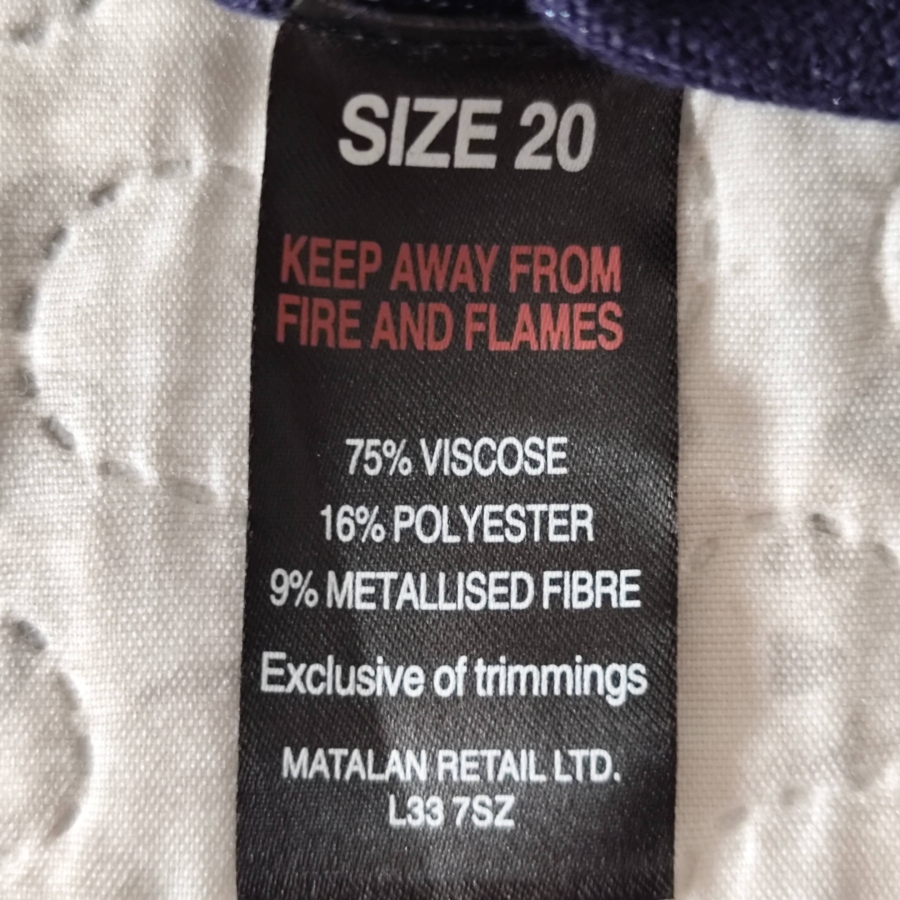 SIZE 20
KEEP AWAY FROM
FIRE AND FLAMES
75% VISCOSE
16% POLYESTER
9% METALLISED FIBRE
Exclusive of trimmings
MATALAN RETAIL LTD.
L33 7SZ